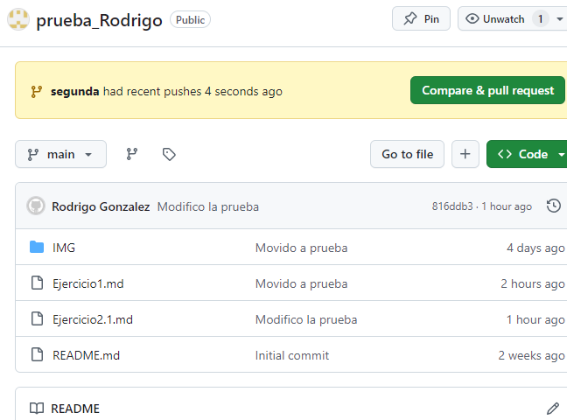 prueba_Rodrigo Public Pin Unwatch 1
segunda had recent pushes 4 seconds ago Compare & pull request
main Go to file Code
Rodrigo Gonzalez Modifico la prueba 816ddb3 · 1 hour ago
IMG Movido a prueba 4 days ago
Ejercicio1.md Movido a prueba 2 hours ago
Ejercicio2.1.md Modifico la prueba 1 hour ago
README.md Initial commit 2 weeks ago
README